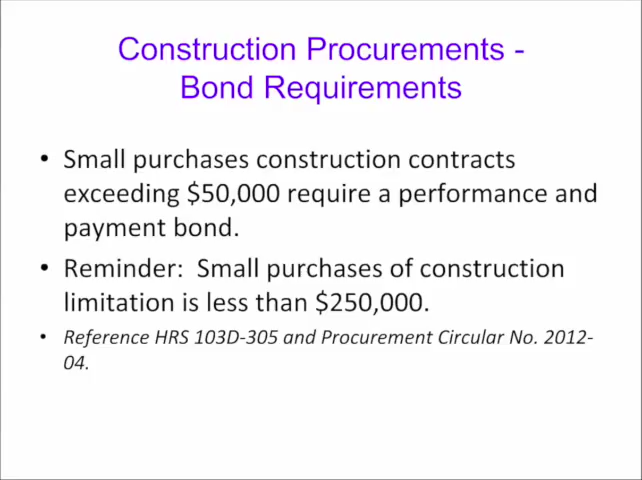 Construction Procurements -
Bond Requirements
• Small purchases construction contracts
exceeding $50,000 require a performance and
payment bond.
• Reminder:  Small purchases of construction
limitation is less than $250,000.
• Reference HRS 103D-305 and Procurement Circular No. 2012-
04.